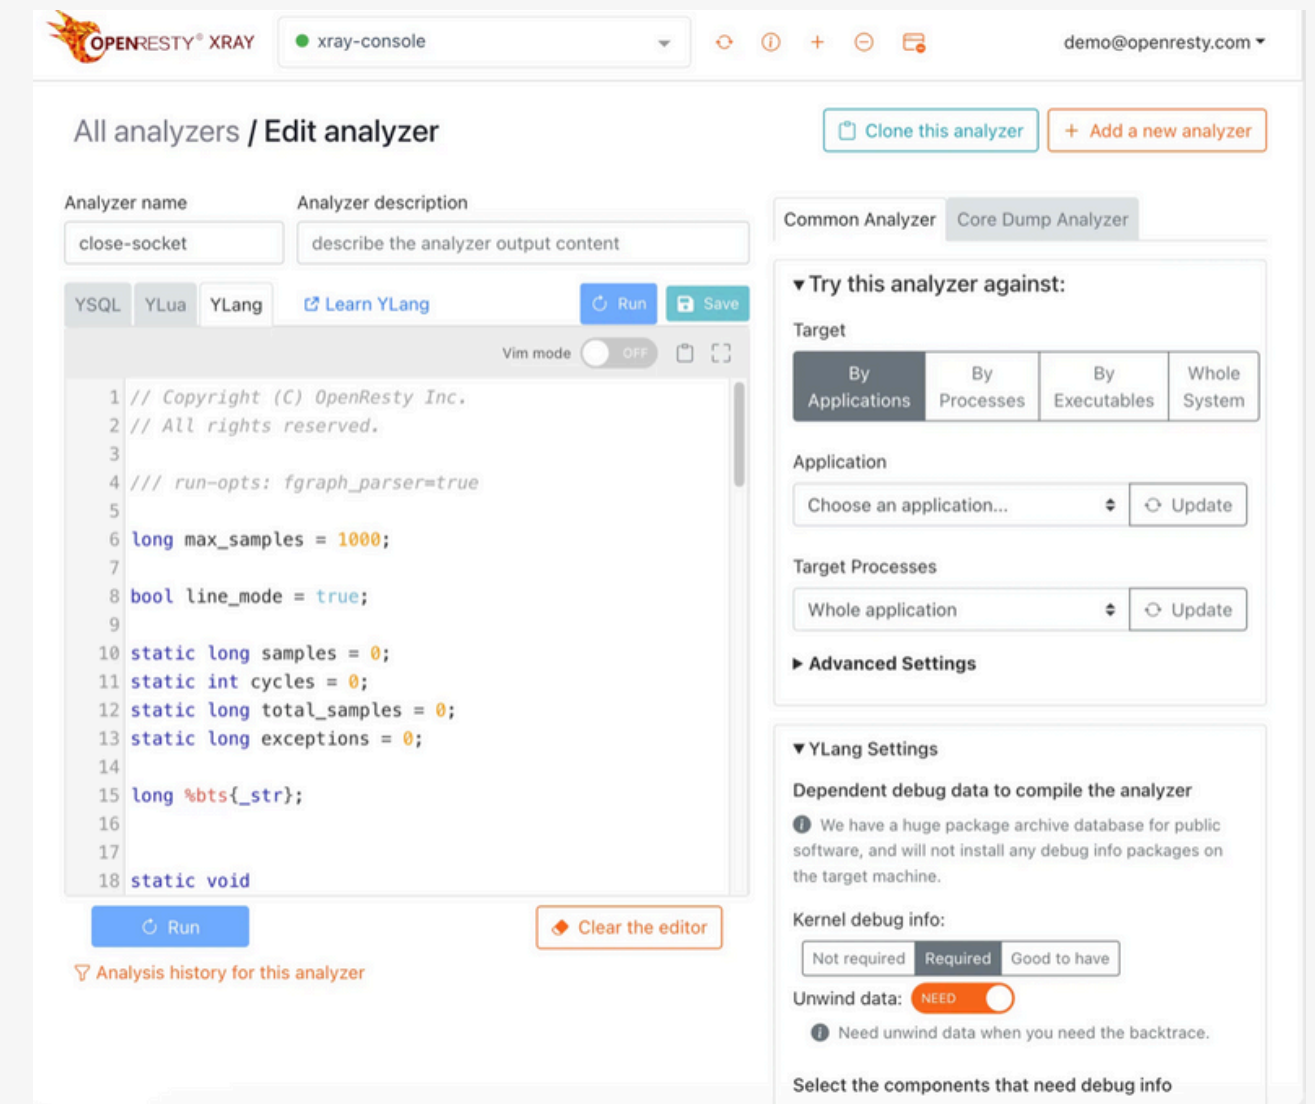 OPENRESTY® XRAY
xray-console
demo@openresty.com
All analyzers / Edit analyzer
Clone this analyzer
+ Add a new analyzer
Analyzer name
Analyzer description
close-socket
describe the analyzer output content
YSQL
YLua
YLang
Learn YLang
Run
Save
Vim mode
OFF
1 // Copyright (C) OpenResty Inc.
2 // All rights reserved.
3
4 /// run-opts: fgraph_parser=true
5
6 long max_samples = 1000;
7
8 bool line_mode = true;
9
10 static long samples = 0;
11 static int cycles = 0;
12 static long total_samples = 0;
13 static long exceptions = 0;
14
15 long %bts{_str};
16
17
18 static void
Run
Clear the editor
Analysis history for this analyzer
Common Analyzer
Core Dump Analyzer
Try this analyzer against:
Target
By Applications
By Processes
By Executables
Whole System
Application
Choose an application...
Update
Target Processes
Whole application
Update
Advanced Settings
YLang Settings
Dependent debug data to compile the analyzer
We have a huge package archive database for public
software, and will not install any debug info packages on
the target machine.
Kernel debug info:
Not required
Required
Good to have
Unwind data:
NEED
Need unwind data when you need the backtrace.
Select the components that need debug info